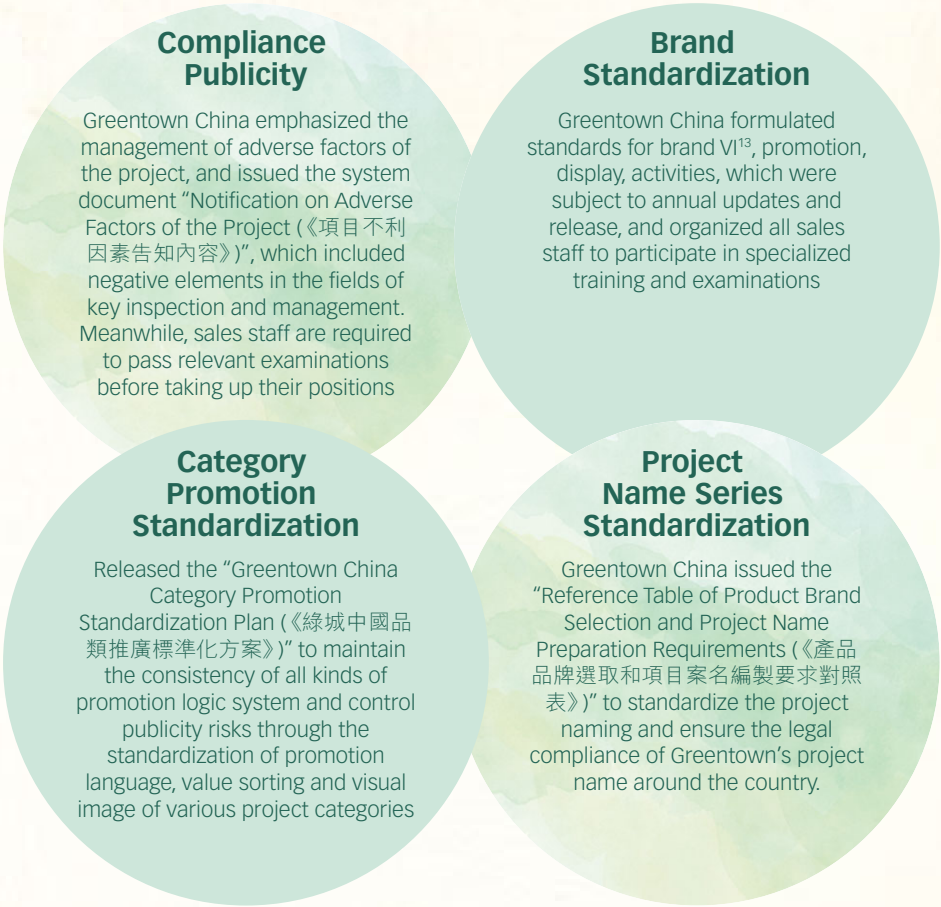 Compliance
Publicity
Greentown China emphasized the
management of adverse factors of
the project, and issued the system
document “Notification on Adverse
Factors of the Project (《項目不利
因素告知內容》)”, which included
negative elements in the fields of
key inspection and management.
Meanwhile, sales staff are required
to pass relevant examinations
before taking up their positions
Brand
Standardization
Greentown China formulated
standards for brand VI¹³, promotion,
display, activities, which were
subject to annual updates and
release, and organized all sales
staff to participate in specialized
training and examinations
Category
Promotion
Standardization
Released the “Greentown China
Category Promotion
Standardization Plan (《綠城中國品
類推廣標準化方案》)” to maintain
the consistency of all kinds of
promotion logic system and control
publicity risks through the
standardization of promotion
language, value sorting and visual
image of various project categories
Project
Name Series
Standardization
Greentown China issued the
“Reference Table of Product Brand
Selection and Project Name
Preparation Requirements (《產品
品牌選取和項目案名編製要求對照
表》)” to standardize the project
naming and ensure the legal
compliance of Greentown’s project
name around the country.